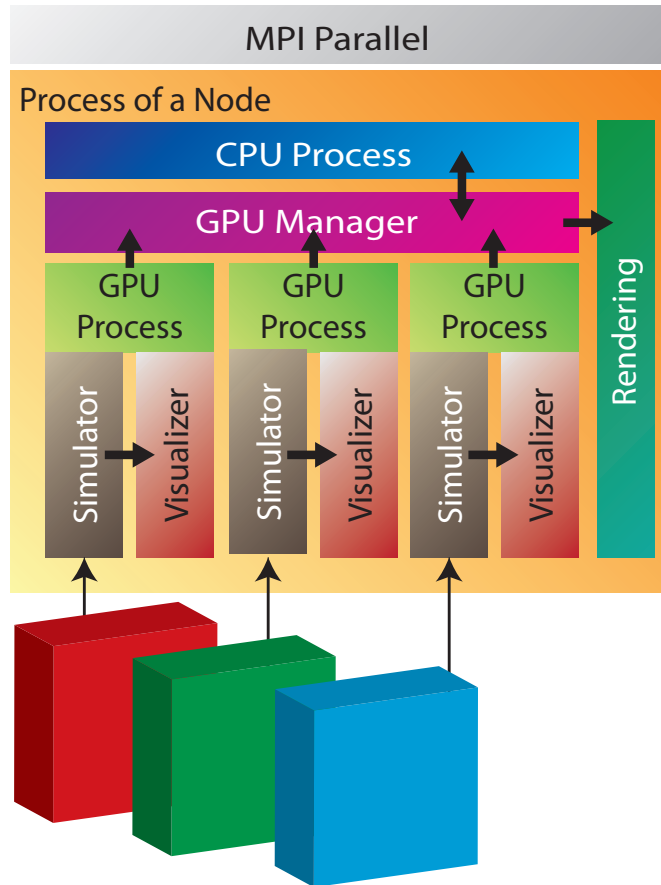 MPI Parallel
Process of a Node
CPU Process
GPU Manager
GPU
Process
GPU
Process
GPU
Process
Simulator
Visualizer
Simulator
Visualizer
Simulator
Visualizer
Rendering